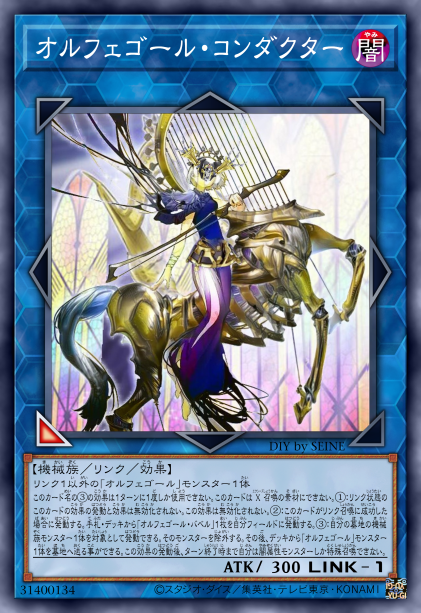 オルフェゴール・コンダクター
闇
やみ
DIY by SEINE
【機械族／リンク／効果】
リンク1以外の「オルフェゴール」モンスター1体
このカード名の③の効果は1ターンに1度しか使用できない。このカードはX召喚の素材にできない。①:リンク状態の
このカードの効果の発動と効果は無効化されない。この効果は無効化されない。②:このカードがリンク召喚に成功した
場合に発動する。手札・デッキから「オルフェゴール・バベル」1枚を自分フィールドに発動する。③:自分の墓地の機械
族モンスター1体を対象として発動できる。そのモンスターを除外する。その後、デッキから「オルフェゴール」モンスター
1体を墓地へ送る事ができる。この効果の発動後、ターン終了時まで自分は闇属性モンスターしか特殊召喚できない。
ATK/ 300 LINK-1
31400134
©スタジオ・ダイス／集英社・テレビ東京・KONAMI